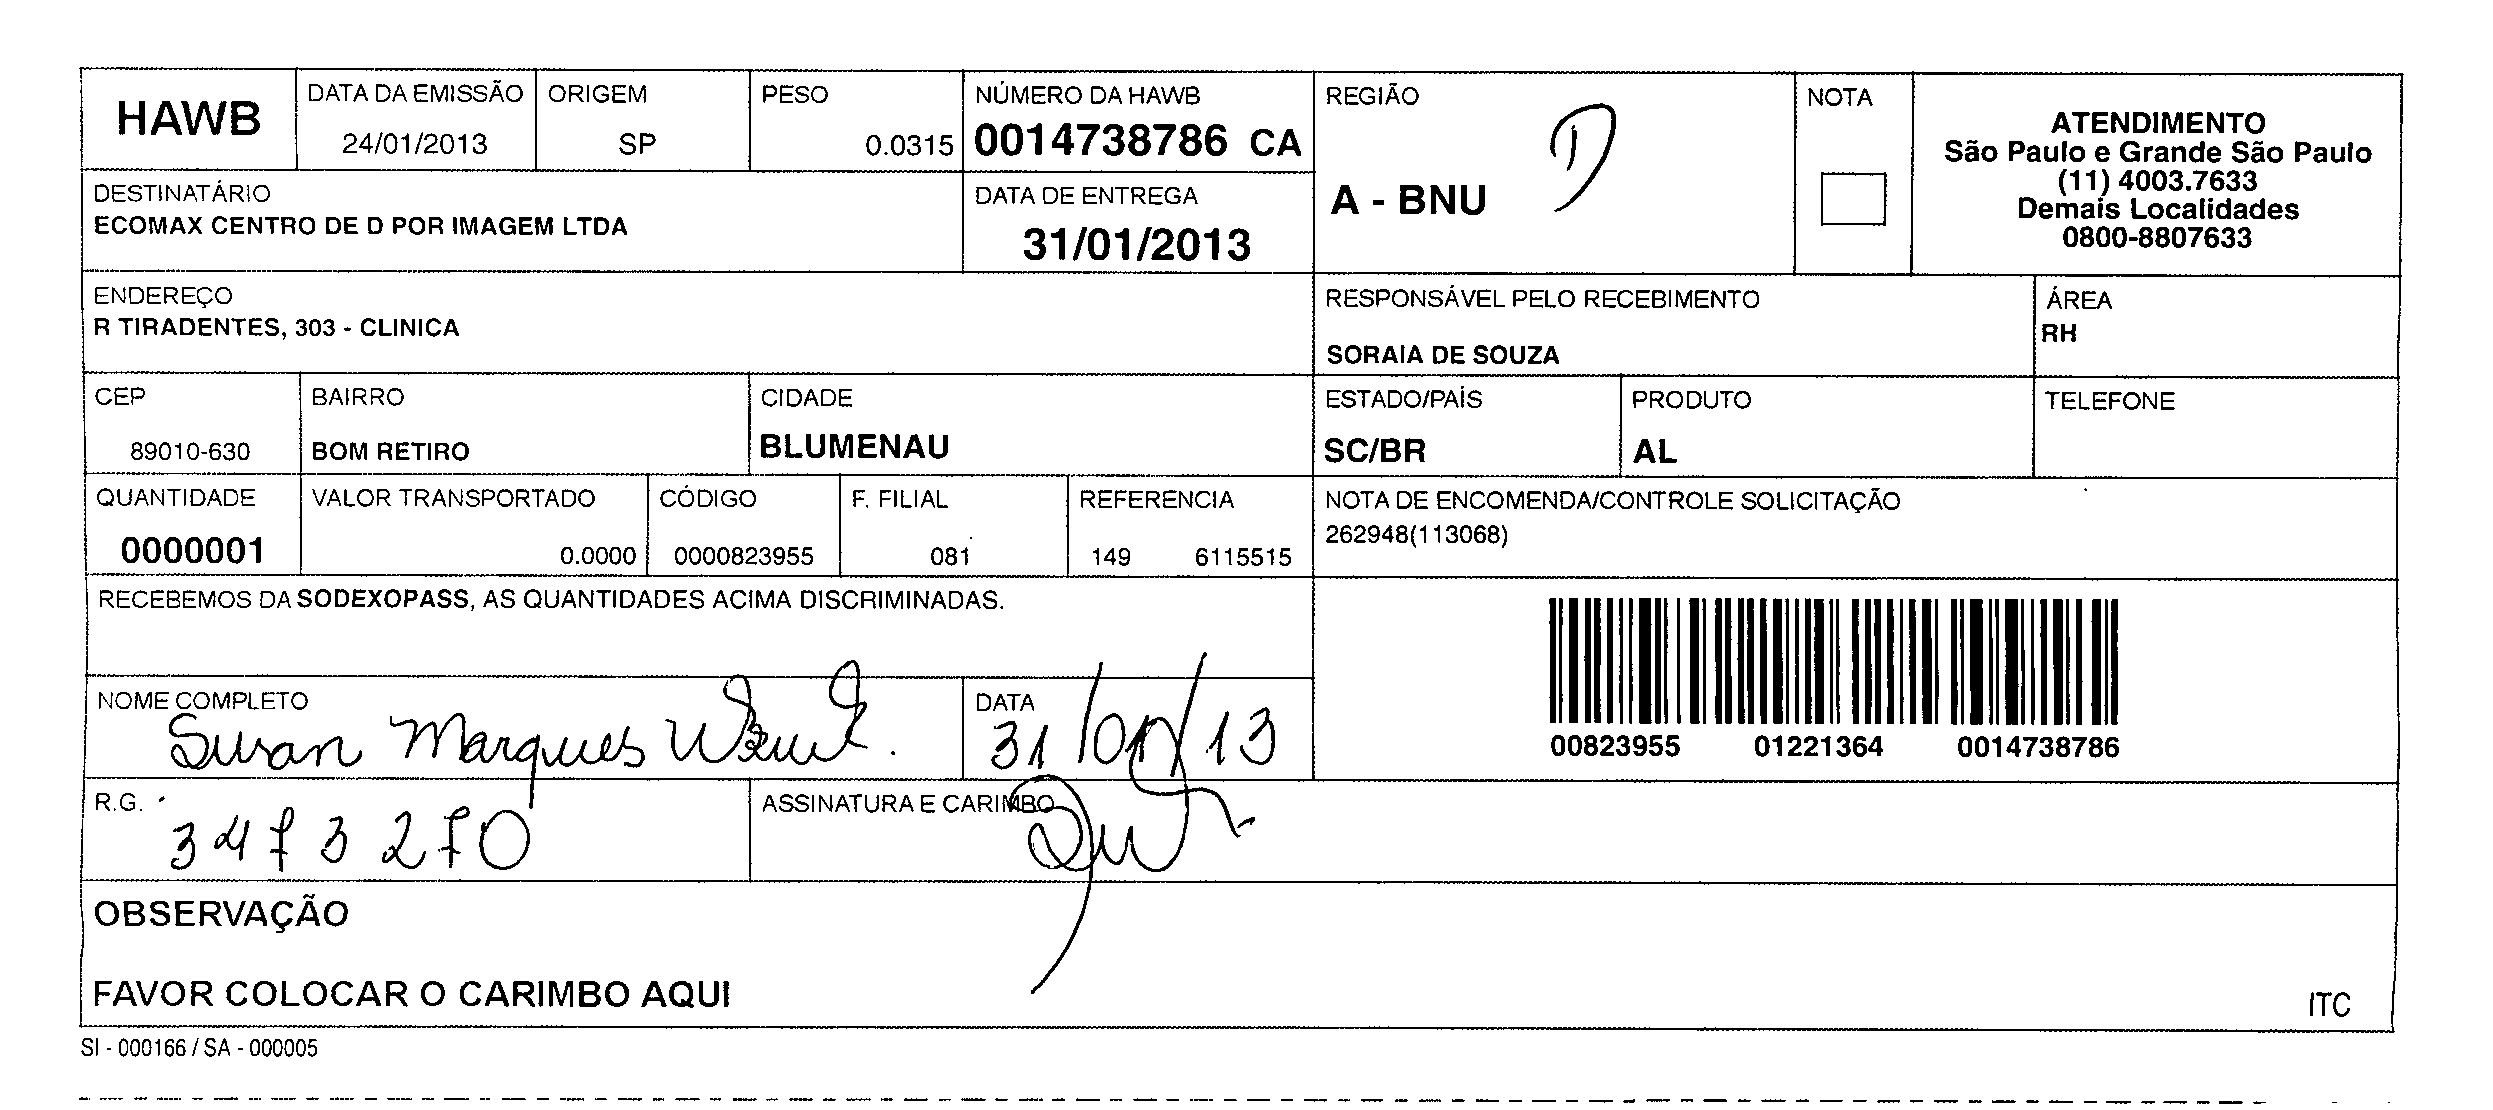 HAWB
DATA DA EMISSÃO
24/01/2013
ORIGEM
SP
PESO
0.0315
NÚMERO DA HAWB
0014738786 CA
REGIÃO
A - BNU
NOTA
ATENDIMENTO
São Paulo e Grande São Paulo
(11) 4003.7633
Demais Localidades
0800-8807633
DESTINATÁRIO
ECOMAX CENTRO DE D POR IMAGEM LTDA
DATA DE ENTREGA
31/01/2013
ENDEREÇO
R TIRADENTES, 303 - CLINICA
RESPONSÁVEL PELO RECEBIMENTO
SORAIA DE SOUZA
ÁREA
RH
CEP
89010-630
BAIRRO
BOM RETIRO
CIDADE
BLUMENAU
ESTADO/PAÍS
SC/BR
PRODUTO
AL
TELEFONE
QUANTIDADE
0000001
VALOR TRANSPORTADO
0.0000
CÓDIGO
0000823955
F. FILIAL
081
REFERENCIA
149 6115515
NOTA DE ENCOMENDA/CONTROLE SOLICITAÇÃO
262948(113068)
RECEBEMOS DA SODEXOPASS, AS QUANTIDADES ACIMA DISCRIMINADAS.
00823955 01221364 0014738786
NOME COMPLETO
Susan Marques
DATA
31/01/13
R.G.
3473270
ASSINATURA E CARIMBO
OBSERVAÇÃO
FAVOR COLOCAR O CARIMBO AQUI
ITC
SI - 000166 / SA - 000005